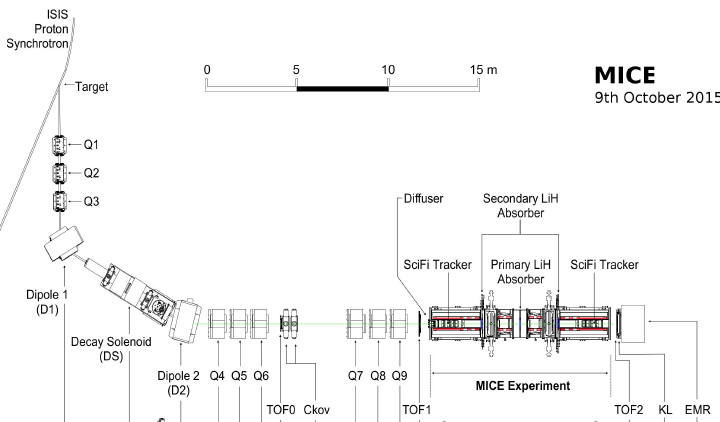 ISIS
Proton
Synchrotron
0 5 10 15 m
MICE
9th October 2015
Target
Q1
Q2
Q3
Diffuser
Secondary LiH
Absorber
SciFi Tracker
Primary LiH
Absorber
SciFi Tracker
Dipole 1
(D1)
Decay Solenoid
(DS)
Dipole 2
(D2)
Q4 Q5 Q6 Q7 Q8 Q9
MICE Experiment
TOF0 Ckov TOF1 TOF2 KL EMR